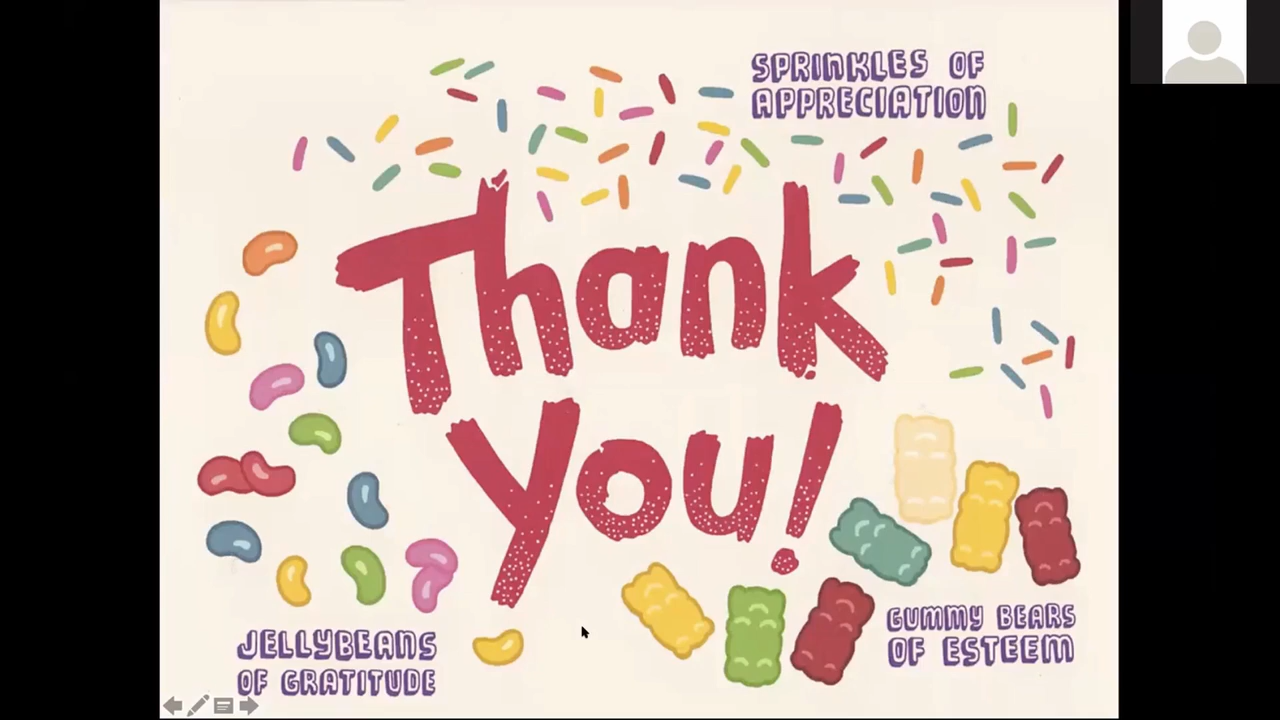 SPRINKLES OF
APPRECIATION
Thank
You!
JELLYBEANS
OF GRATITUDE
GUMMY BEARS
OF ESTEEM